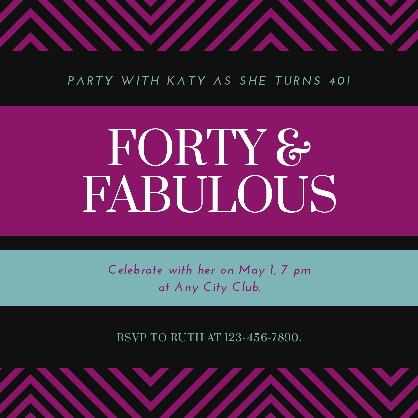 PARTY WITH KATY AS SHE TURNS 40!
FORTY &
FABULOUS
Celebrate with her on May 1, 7 pm
at Any City Club.
RSVP TO RUTH AT 123-456-7890.